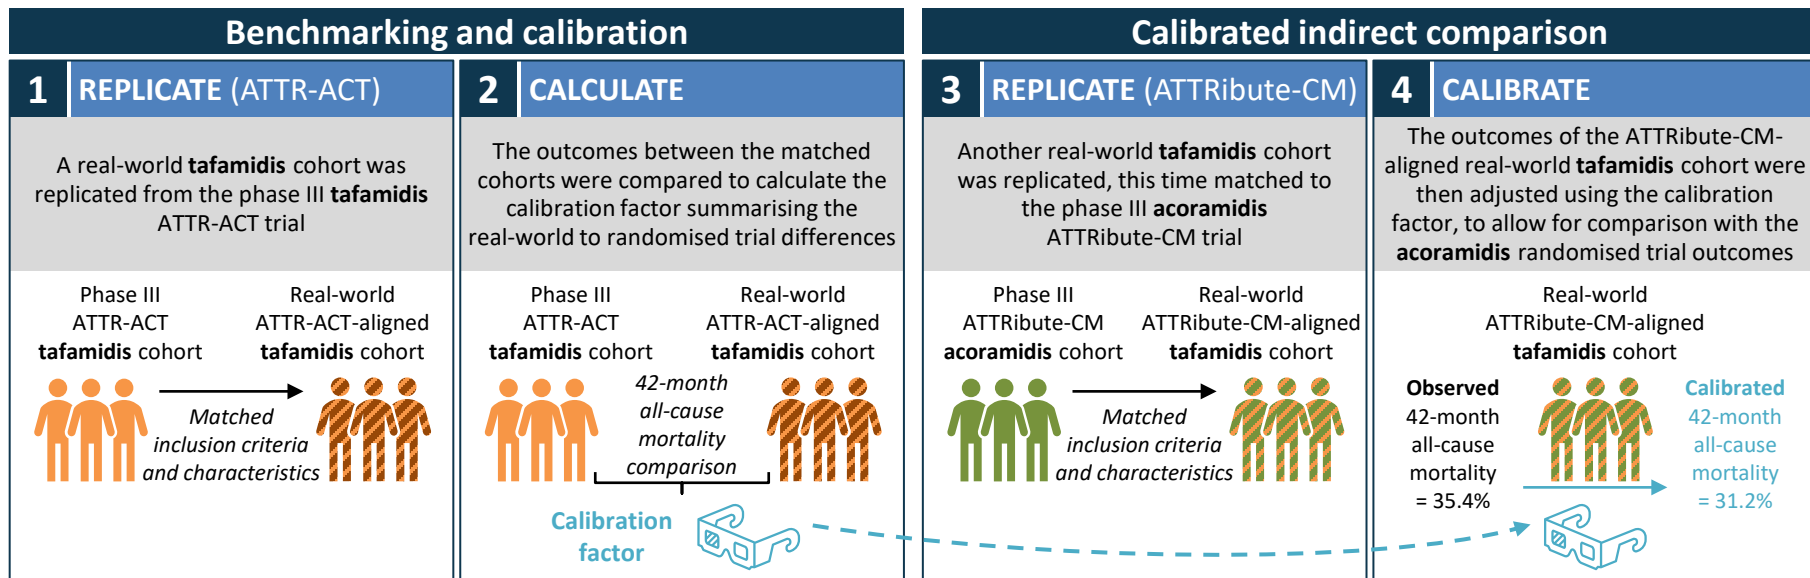 Benchmarking and calibration
1 REPLICATE (ATTR-ACT)
A real-world tafamidis cohort was
replicated from the phase III tafamidis
ATTR-ACT trial
Phase III
ATTR-ACT
tafamidis cohort
Real-world
ATTR-ACT-aligned
tafamidis cohort
Matched
inclusion criteria
and characteristics
2 CALCULATE
The outcomes between the matched
cohorts were compared to calculate the
calibration factor summarising the
real-world to randomised trial differences
Phase III
ATTR-ACT
tafamidis cohort
Real-world
ATTR-ACT-aligned
tafamidis cohort
42-month
all-cause
mortality
comparison
Calibration
factor
Calibrated indirect comparison
3 REPLICATE (ATTRibute-CM)
Another real-world tafamidis cohort
was replicated, this time matched to
the phase III acoramidis
ATTRibute-CM trial
Phase III
ATTRibute-CM
acoramidis cohort
Real-world
ATTRibute-CM-aligned
tafamidis cohort
Matched
inclusion criteria
and characteristics
4 CALIBRATE
The outcomes of the ATTRibute-CM-
aligned real-world tafamidis cohort were
then adjusted using the calibration
factor, to allow for comparison with the
acoramidis randomised trial outcomes
Real-world
ATTRibute-CM-aligned
tafamidis cohort
Observed
42-month
all-cause
mortality
= 35.4%
Calibrated
42-month
all-cause
mortality
= 31.2%